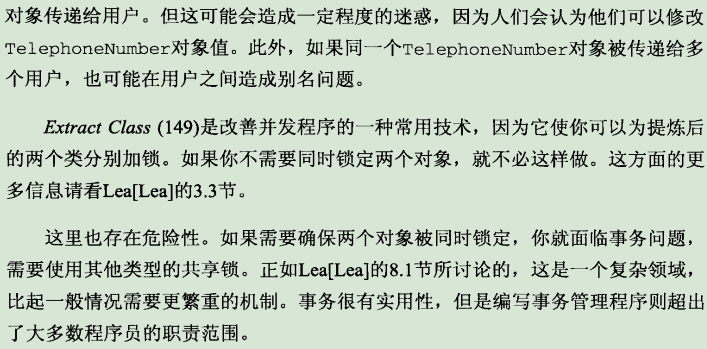 对象传递给用户。但这可能会造成一定程度的迷惑，因为人们会认为他们可以修改
TelephoneNumber对象值。此外，如果同一个TelephoneNumber对象被传递给多
个用户，也可能在用户之间造成别名问题。
Extract Class (149)是改善并发程序的一种常用技术，因为它使你可以为提炼后
的两个类分别加锁。如果你不需要同时锁定两个对象，就不必这样做。这方面的更
多信息请看Lea[Lea]的3.3节。
这里也存在危险性。如果需要确保两个对象被同时锁定，你就面临事务问题，
需要使用其他类型的共享锁。正如Lea[Lea]的8.1节所讨论的，这是一个复杂领域，
比起一般情况需要更繁重的机制。事务很有实用性，但是编写事务管理程序则超出
了大多数程序员的职责范围。